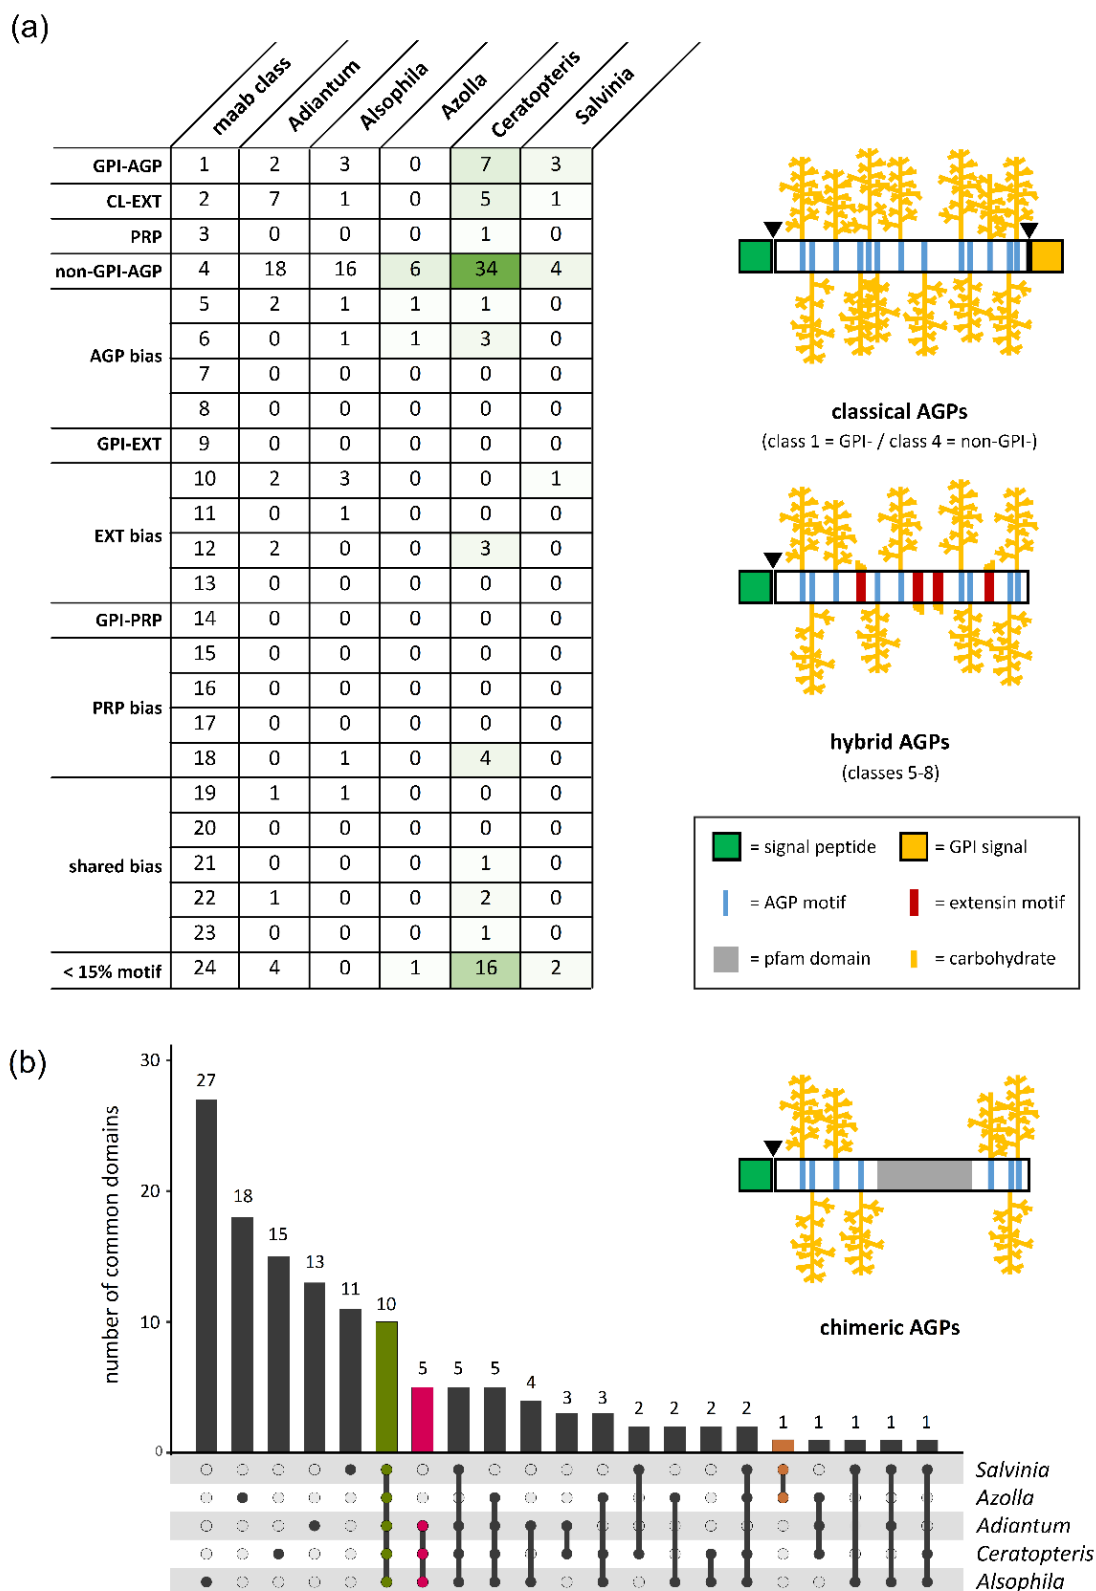 (a)
maab class Adiantum Alsophila Azolla Ceratopteris Salvinia
GPI-AGP 1 2 3 0 7 3
CL-EXT 2 7 1 0 5 1
PRP 3 0 0 0 1 0
non-GPI-AGP 4 18 16 6 34 4
5 2 1 1 1 0
6 0 1 1 3 0
AGP bias
7 0 0 0 0 0
8 0 0 0 0 0
GPI-EXT 9 0 0 0 0 0
10 2 3 0 0 1
11 0 1 0 0 0
EXT bias
12 2 0 0 3 0
13 0 0 0 0 0
GPI-PRP 14 0 0 0 0 0
15 0 0 0 0 0
16 0 0 0 0 0
PRP bias
17 0 0 0 0 0
18 0 1 0 4 0
19 1 1 0 0 0
20 0 0 0 0 0
shared bias 21 0 0 0 1 0
22 1 0 0 2 0
23 0 0 0 1 0
< 15% motif 24 4 0 1 16 2
classical AGPs
(class 1 = GPI- / class 4 = non-GPI-)
hybrid AGPs
(classes 5-8)
= signal peptide = GPI signal
= AGP motif = extensin motif
= pfam domain = carbohydrate
(b)
number of common domains
30
20
10
0
27 18 15 13 11 10 5 5 5 4 3 3 2 2 2 2 1 1 1 1 1
chimeric AGPs
Salvinia
Azolla
Adiantum
Ceratopteris
Alsophila